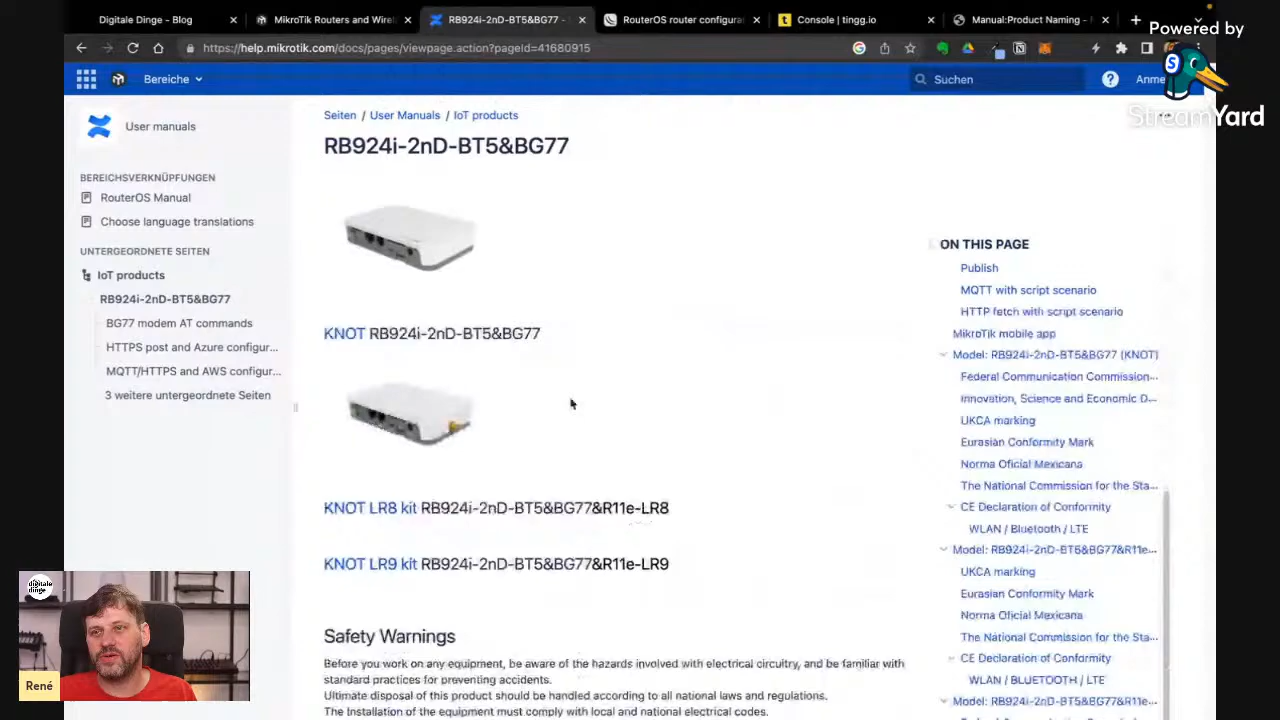 Digitale Dinge - Blog
MikroTik Routers and Wirel
RB924i-2nD-BT5&BG77 -
RouterOS router configura
Console | tingg.io
Manual:Product Naming -
https://help.mikrotik.com/docs/pages/viewpage.action?pageId=41680915
Powered by
StreamYard
Bereiche
Suchen
Anme
User manuals
BEREICHSVERKNÜPFUNGEN
RouterOS Manual
Choose language translations
UNTERGEORDNETE SEITEN
IoT products
RB924i-2nD-BT5&BG77
BG77 modem AT commands
HTTPS post and Azure configur...
MQTT/HTTPS and AWS configur...
3 weitere untergeordnete Seiten
Seiten / User Manuals / IoT products
RB924i-2nD-BT5&BG77
KNOT RB924i-2nD-BT5&BG77
KNOT LR8 kit RB924i-2nD-BT5&BG77&R11e-LR8
KNOT LR9 kit RB924i-2nD-BT5&BG77&R11e-LR9
Safety Warnings
Before you work on any equipment, be aware of the hazards involved with electrical circuitry, and be familiar with
standard practices for preventing accidents.
Ultimate disposal of this product should be handled according to all national laws and regulations.
The Installation of the equipment must comply with local and national electrical codes.
ON THIS PAGE
Publish
MQTT with script scenario
HTTP fetch with script scenario
MikroTik mobile app
Model: RB924i-2nD-BT5&BG77 (KNOT)
Federal Communication Commission...
Innovation, Science and Economic D...
UKCA marking
Eurasian Conformity Mark
Norma Oficial Mexicana
The National Commission for the Sta...
CE Declaration of Conformity
WLAN / Bluetooth / LTE
Model: RB924i-2nD-BT5&BG77&R11e...
UKCA marking
Eurasian Conformity Mark
Norma Oficial Mexicana
The National Commission for the Sta...
CE Declaration of Conformity
WLAN / BLUETOOTH / LTE
Model: RB924i-2nD-BT5&BG77&R11e...
digitale
dinge
René